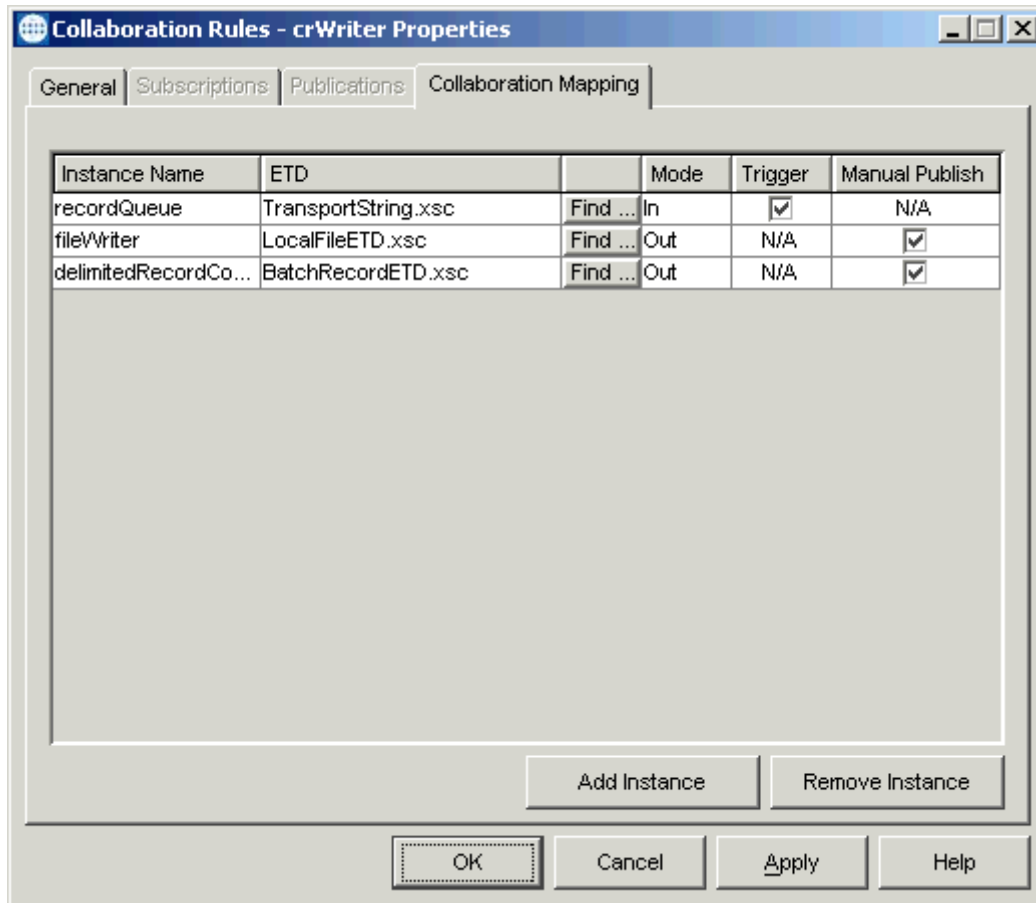 Collaboration Rules - crWriter Properties
General Subscriptions Publications Collaboration Mapping
Instance Name ETD Mode Trigger Manual Publish
recordQueue TransportString.xsc Find ... In N/A
fileWriter LocalFileETD.xsc Find ... Out N/A
delimitedRecordCo... BatchRecordETD.xsc Find ... Out N/A
Add Instance Remove Instance
OK Cancel Apply Help